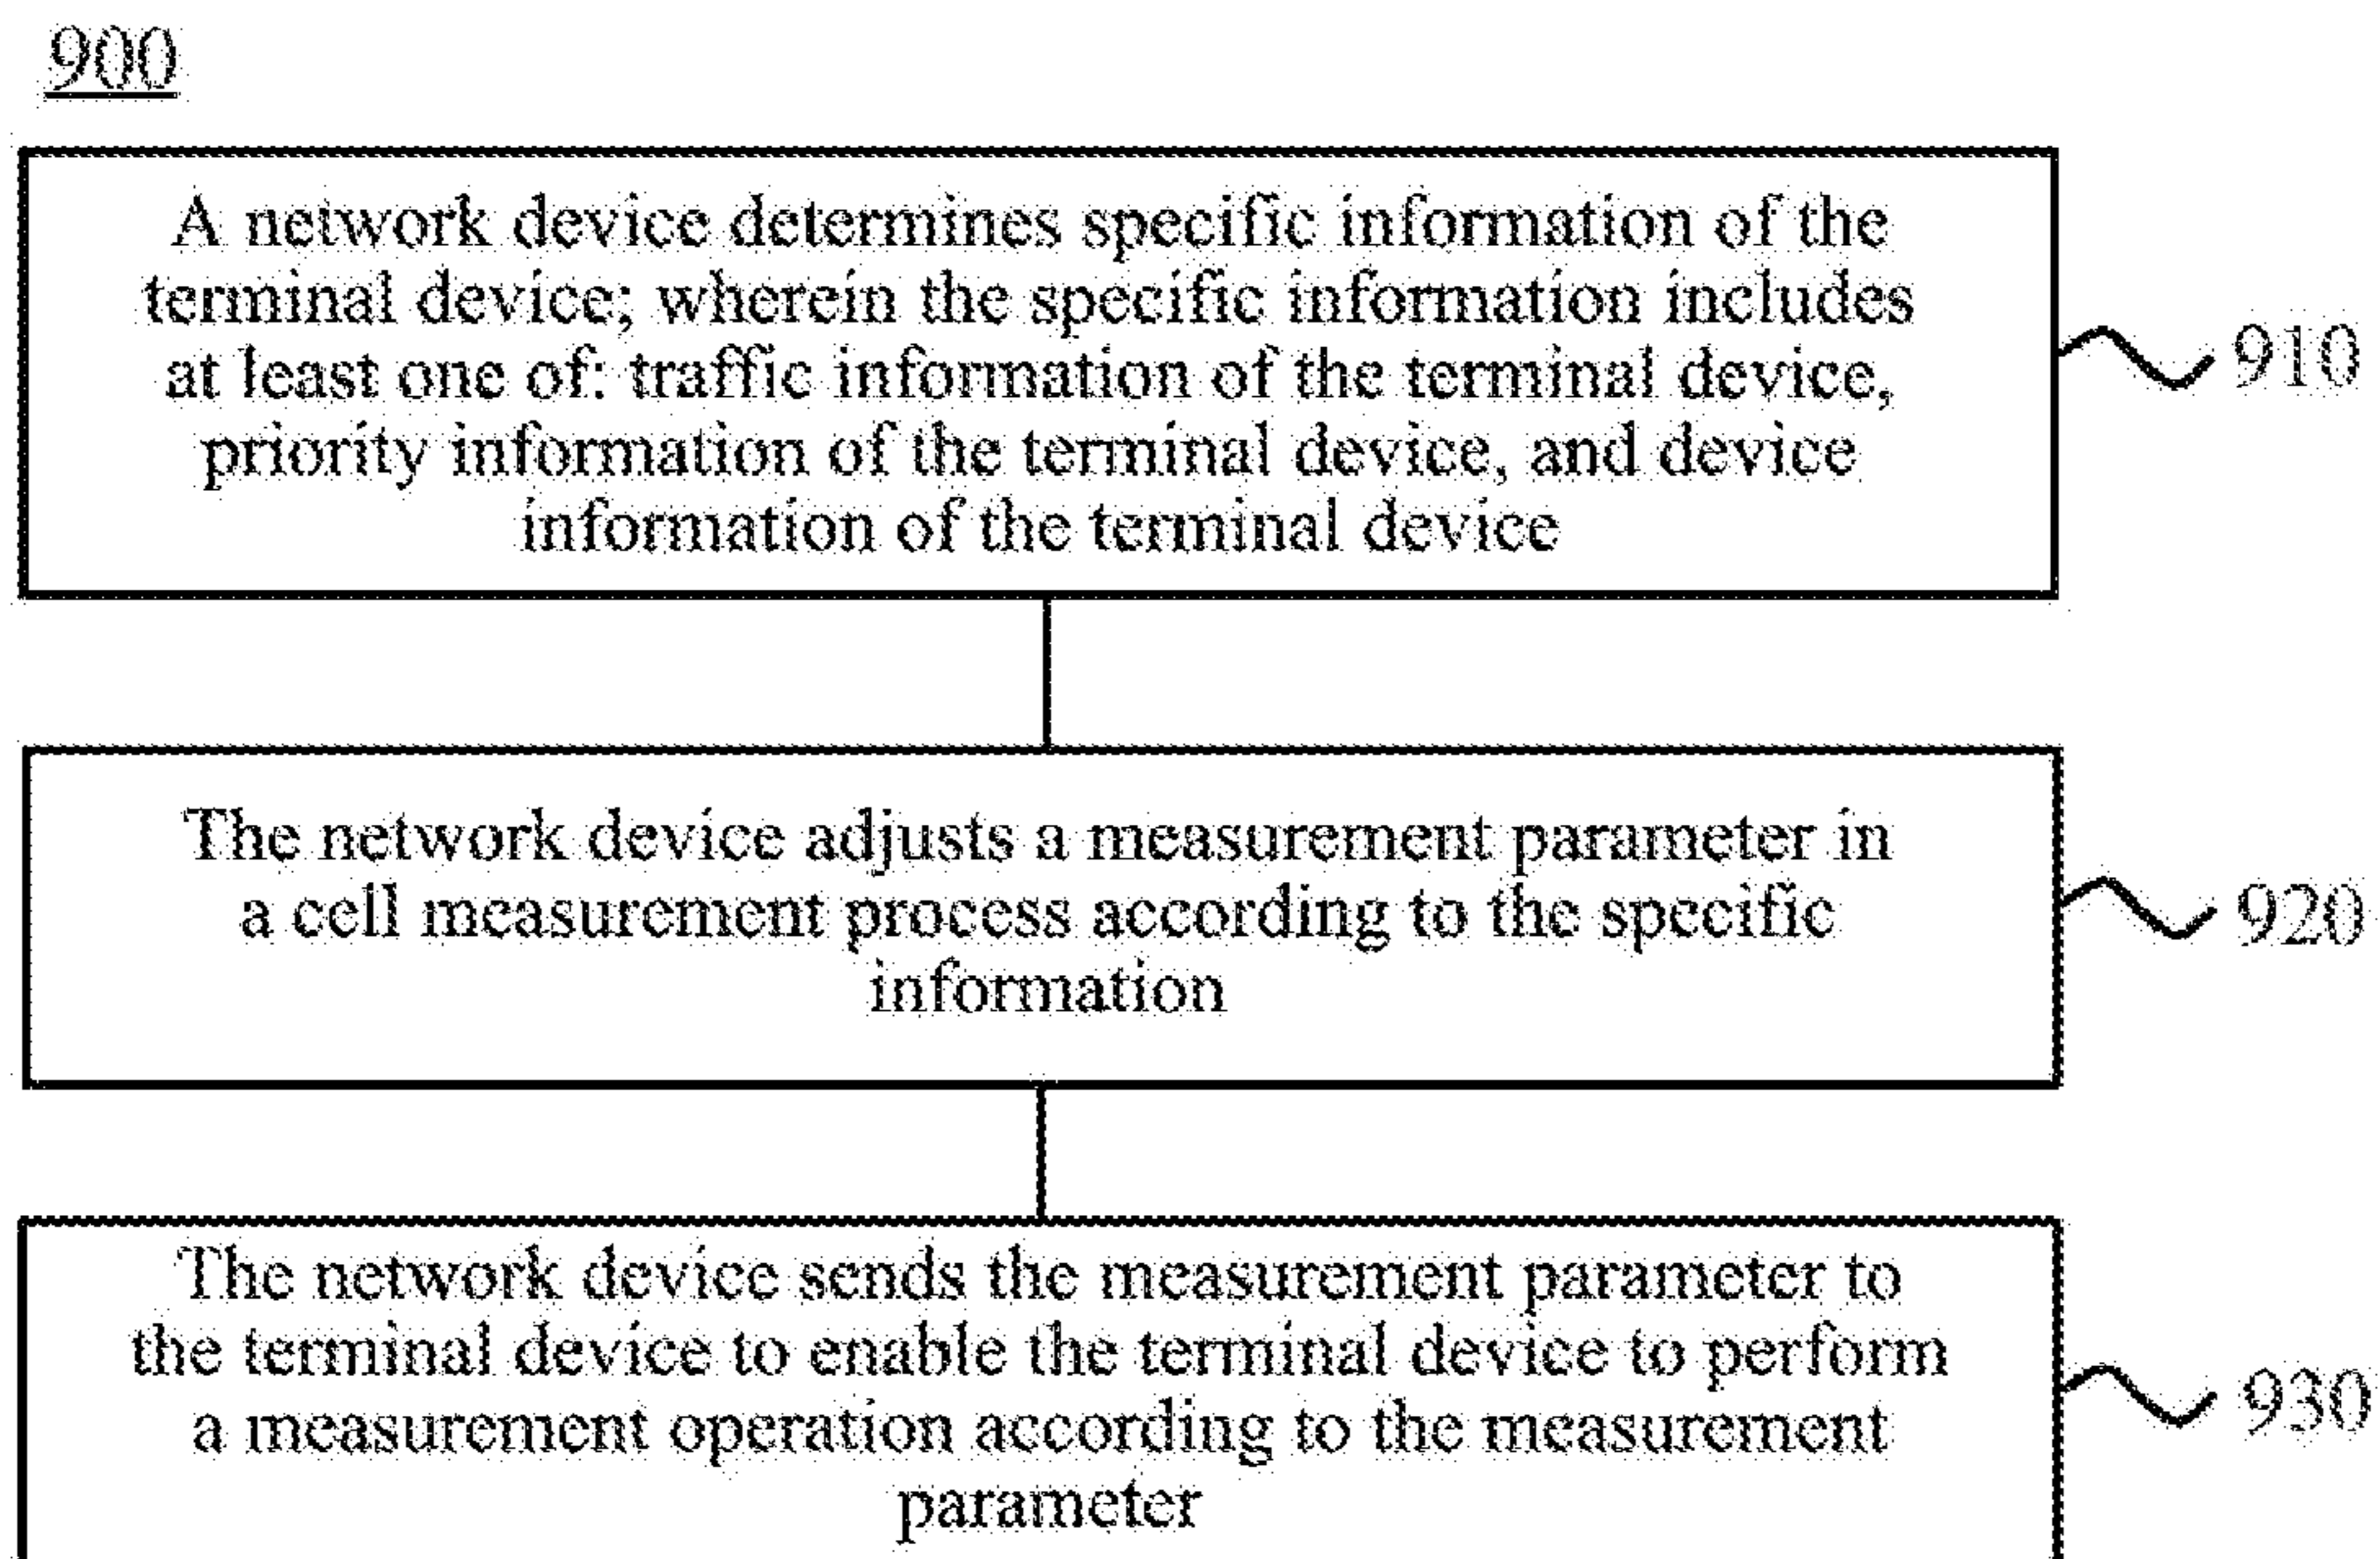 900
A network device determines specific information of the
terminal device; wherein the specific information includes
at least one of: traffic information of the terminal device,
priority information of the terminal device, and device
information of the terminal device
910
The network device adjusts a measurement parameter in
a cell measurement process according to the specific
information
920
The network device sends the measurement parameter to
the terminal device to enable the terminal device to perform
a measurement operation according to the measurement
parameter
930